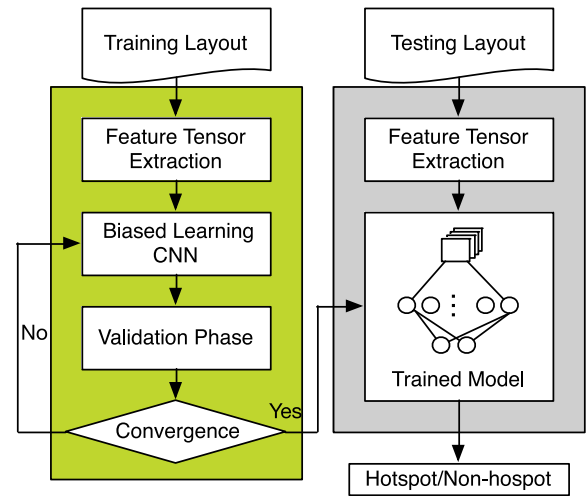 Training Layout
Feature Tensor
Extraction
Biased Learning
CNN
Validation Phase
Convergence
No
Yes
Testing Layout
Feature Tensor
Extraction
Trained Model
Hotspot/Non-hospot